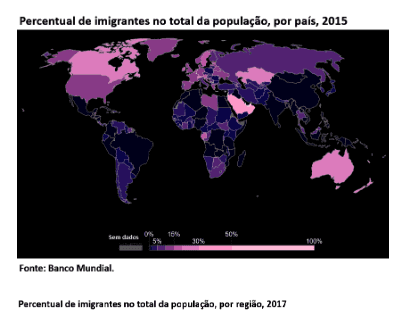 Percentual de imigrantes no total da população, por país, 2015
Sem dados 0% 5% 15% 30% 50% 100%
Fonte: Banco Mundial.
Percentual de imigrantes no total da população, por região, 2017